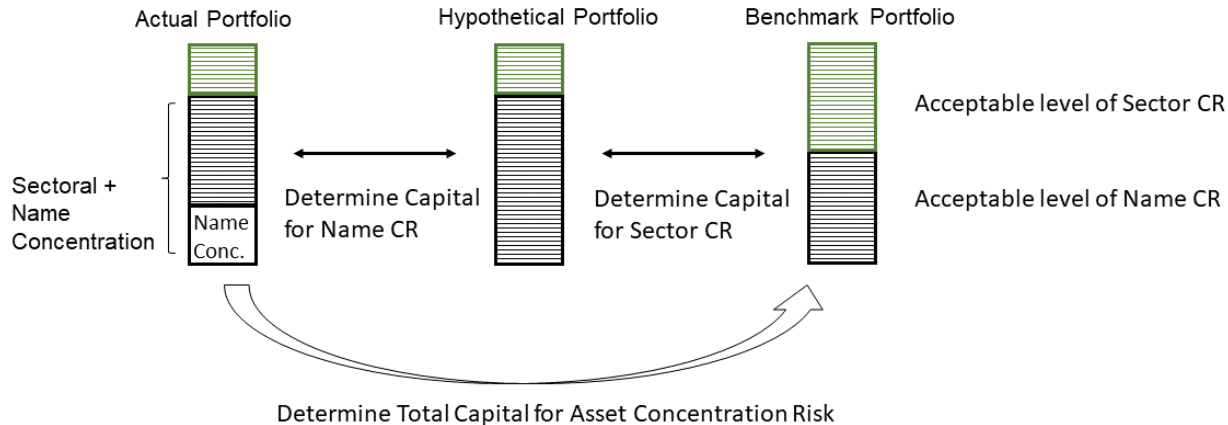 Actual Portfolio
Hypothetical Portfolio
Benchmark Portfolio
Acceptable level of Sector CR
Sectoral +
Name
Concentration
Name
Conc.
Determine Capital
for Name CR
Determine Capital
for Sector CR
Acceptable level of Name CR
Determine Total Capital for Asset Concentration Risk